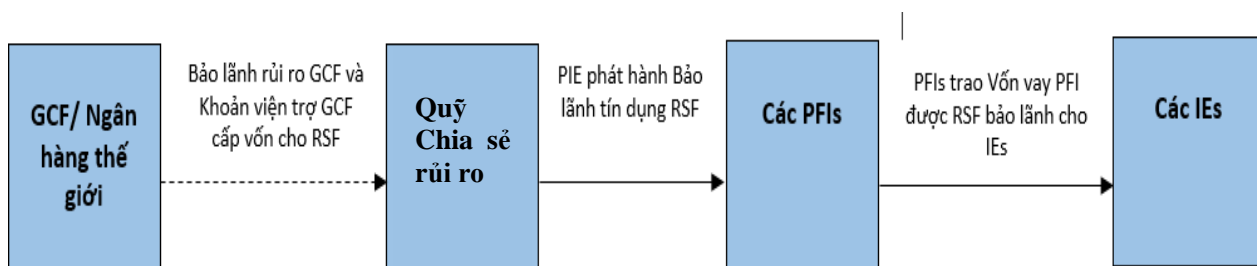 GCF/ Ngân
hàng thế
giới
Bảo lãnh rủi ro GCF và
Khoản viện trợ GCF
cấp vốn cho RSF
Quỹ
Chia sẻ
rủi ro
PIE phát hành Bảo
lãnh tín dụng RSF
Các PFIs
PFIs trao Vốn vay PFI
được RSF bảo lãnh cho
IEs
Các IEs